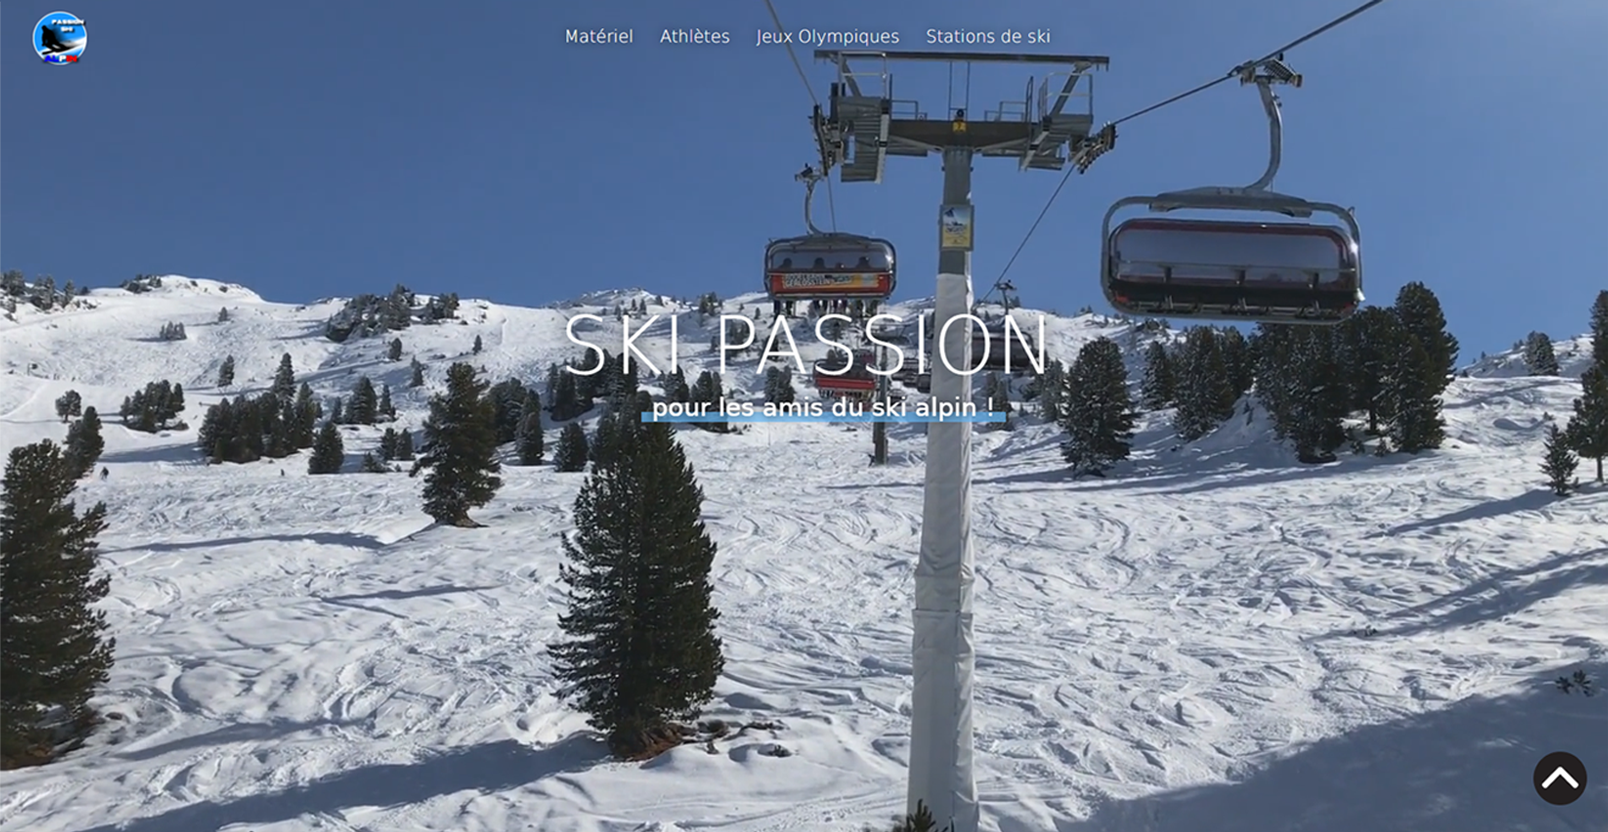 PASSION
SKI
ALPIN
Matériel Athlètes Jeux Olympiques Stations de ski
SKI PASSION
pour les amis du ski alpin !